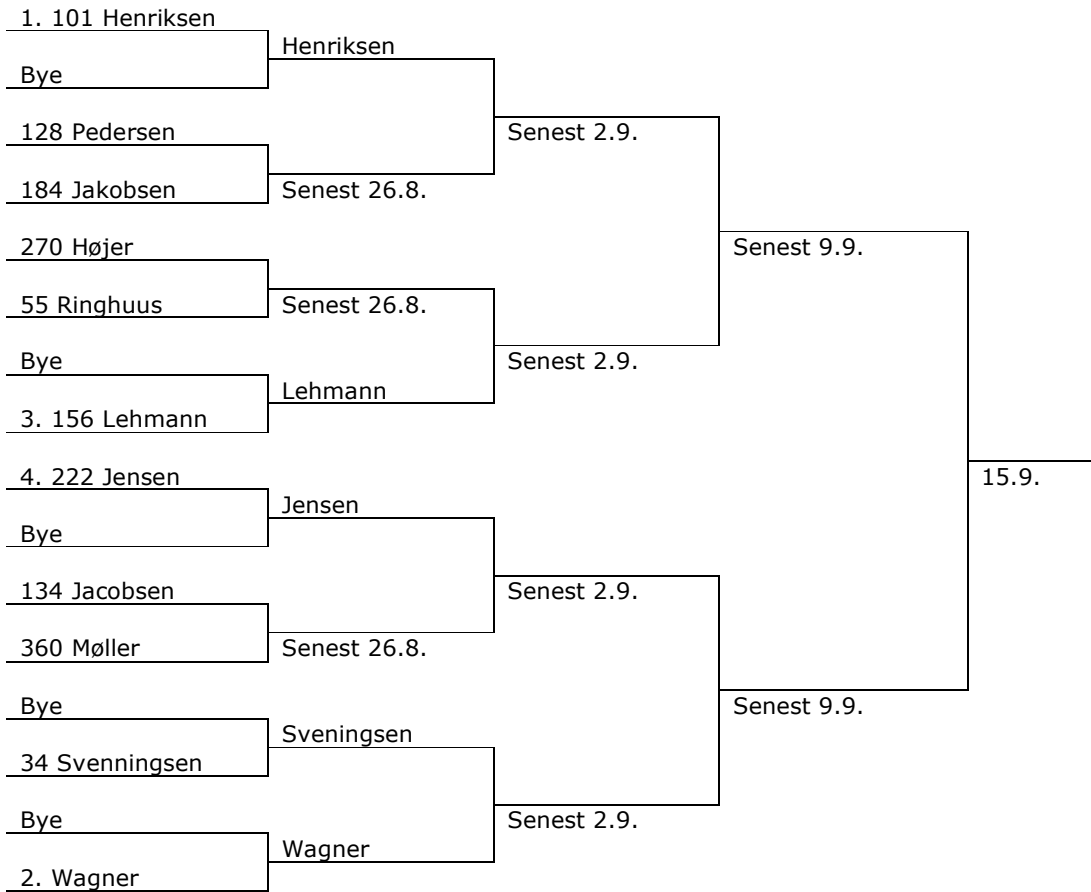 1. 101 Henriksen
Henriksen
Bye
128 Pedersen
Senest 2.9.
184 Jakobsen
Senest 26.8.
270 Højer
Senest 9.9.
55 Ringhuus
Senest 26.8.
Bye
Senest 2.9.
Lehmann
3. 156 Lehmann
4. 222 Jensen
15.9.
Jensen
Bye
134 Jacobsen
Senest 2.9.
360 Møller
Senest 26.8.
Bye
Senest 9.9.
Sveningsen
34 Svenningsen
Bye
Senest 2.9.
Wagner
2. Wagner